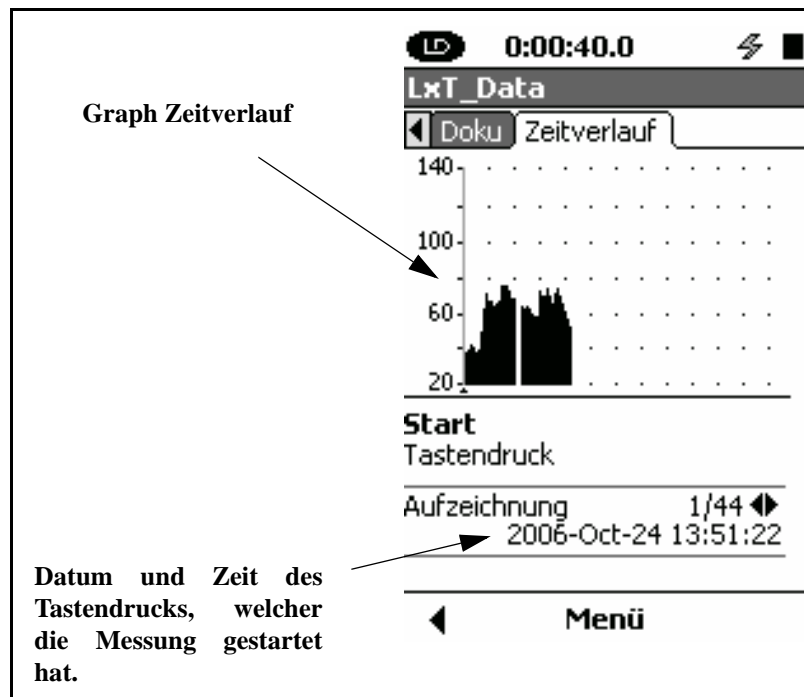 LD 0:00:40.0
LxT_Data
Graph Zeitverlauf
Doku Zeitverlauf
140
100
60
20
Start
Tastendruck
Aufzeichnung 1/44
2006-Oct-24 13:51:22
Datum und Zeit des
Tastendrucks, welcher
die Messung gestartet
hat.
Menü